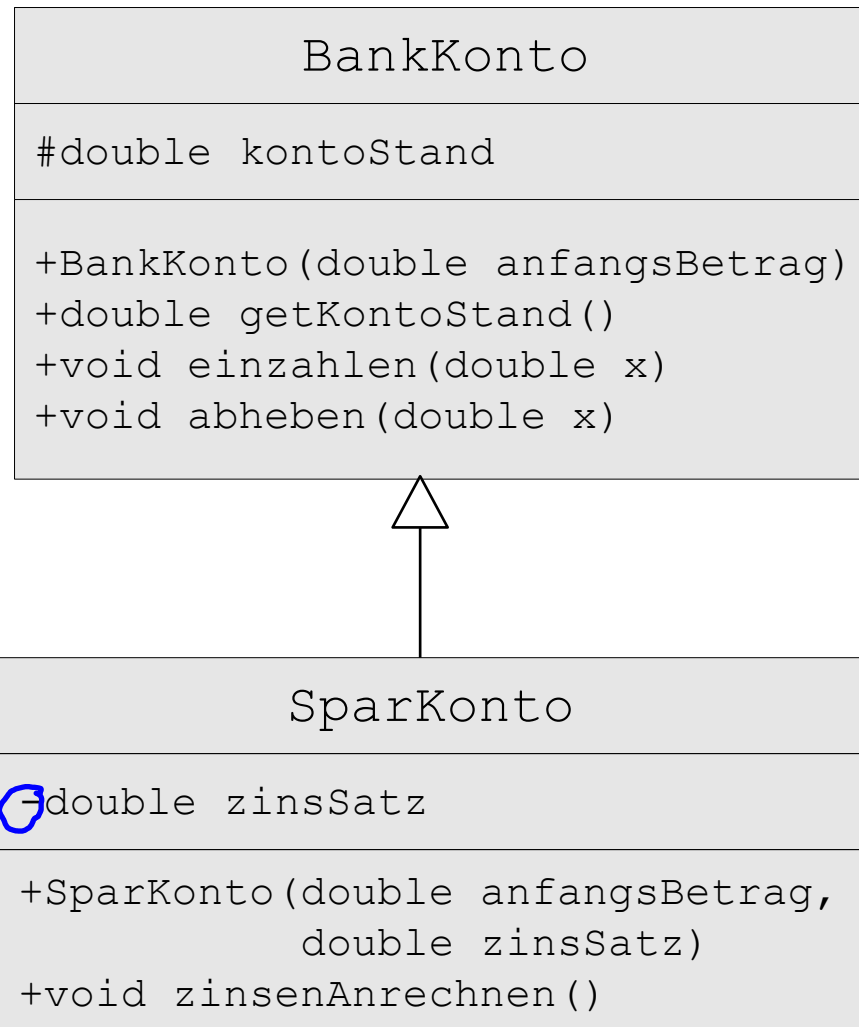 BankKonto
#double kontoStand
+BankKonto(double anfangsBetrag)
+double getKontoStand()
+void einzahlen(double x)
+void abheben(double x)
SparKonto
-double zinsSatz
+SparKonto(double anfangsBetrag,
double zinsSatz)
+void zinsenAnrechnen()